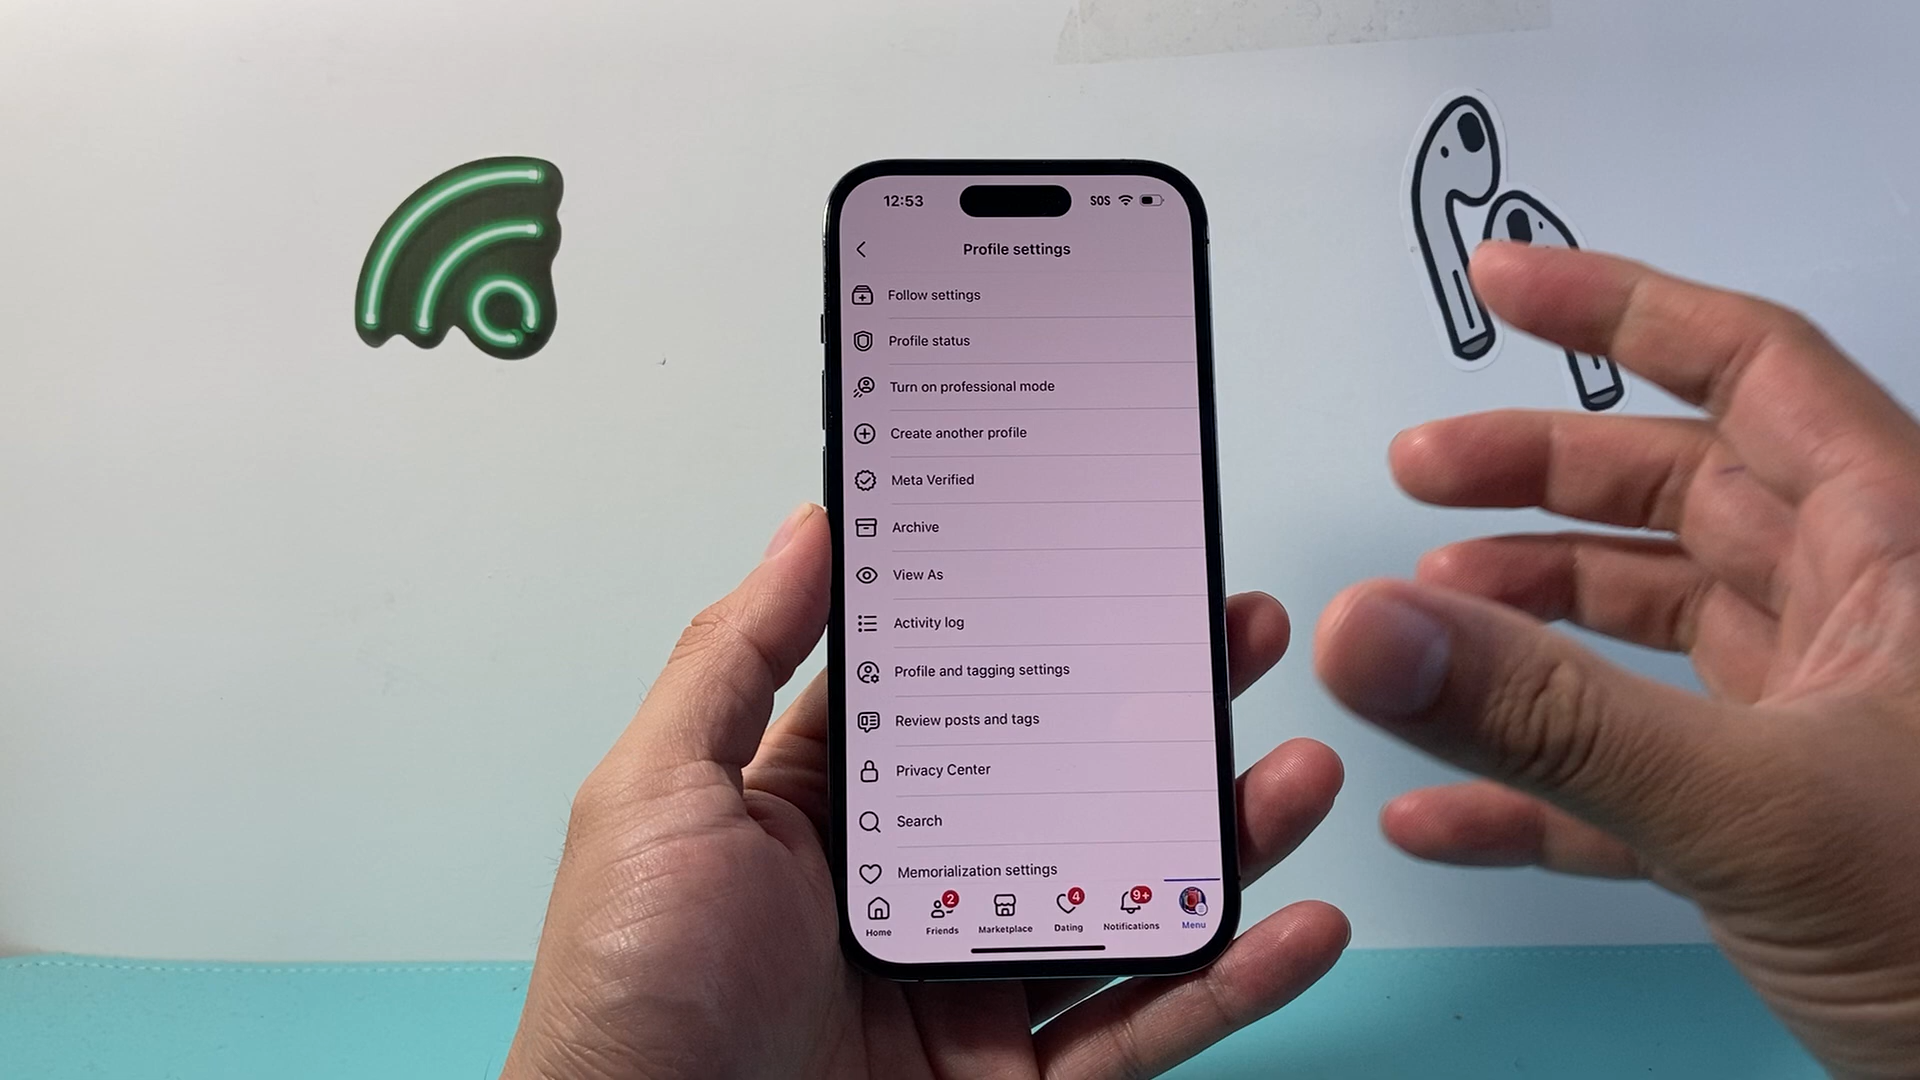 12:53
SOS
Profile settings
Follow settings
Profile status
Turn on professional mode
Create another profile
Meta Verified
Archive
View As
Activity log
Profile and tagging settings
Review posts and tags
Privacy Center
Search
Memorialization settings
2
4
9+
Home
Friends
Marketplace
Dating
Notifications
Menu